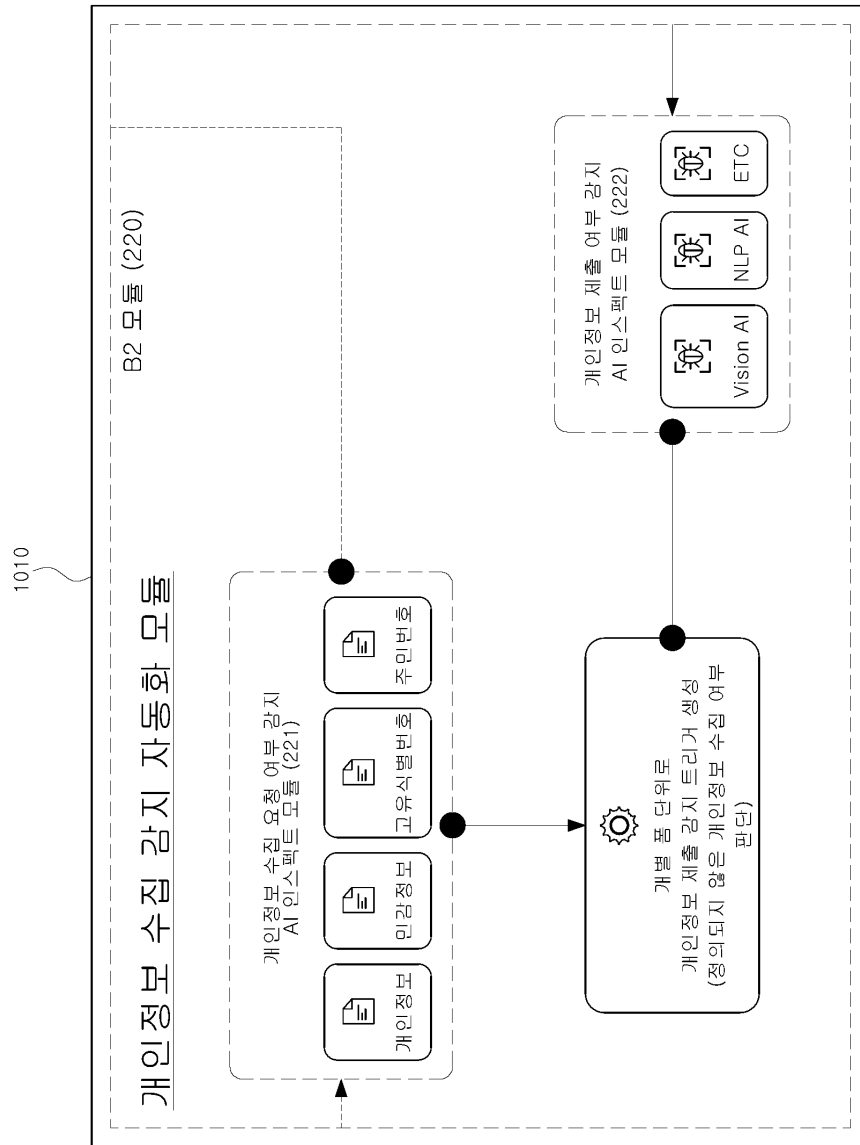 1010
개인정보 수집 감지 자동화 모듈
B2 모듈 (220)
개인정보 수집 요청 여부 감지
AI 인스펙트 모듈 (221)
개인정보
민감정보
고유식별번호
주민번호
개별 폼 단위로
개인정보 제출 감지 트리거 생성
(정의되지 않은 개인정보 수집 여부
판단)
개인정보 제출 여부 감지
AI 인스펙트 모듈 (222)
Vision AI
NLP AI
ETC